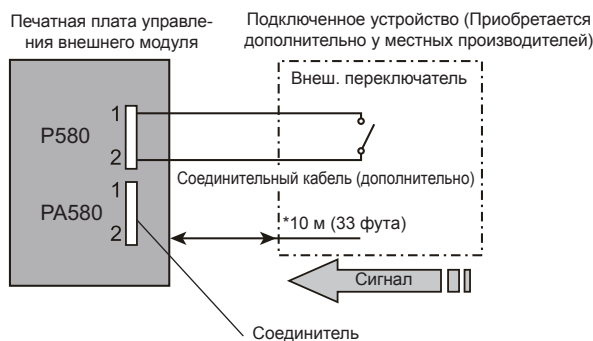 Печатная плата управле-
ния внешнего модуля
Подключенное устройство (Приобретается
дополнительно у местных производителей)
Внеш. переключатель
P580
1
2
Соединительный кабель (дополнительно)
PA580
1
2
*10 м (33 фута)
Сигнал
Соединитель